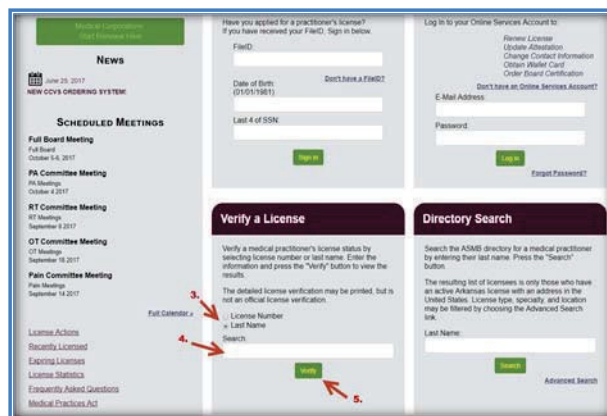 Medical Corporations
Start Renewal Here
NEWS
June 29, 2017
NEW CCVS ORDERING SYSTEM!
SCHEDULED MEETINGS
Full Board Meeting
Full Board
October 5-6, 2017
PA Committee Meeting
PA Meetings
October 4 2017
RT Committee Meeting
RT Meetings
September 8 2017
OT Committee Meeting
OT Meetings
September 18 2017
Pain Committee Meeting
Pain Meetings
September 14 2017
Full Calendar »
License Actions
Recently Licensed
Expiring Licenses
License Statistics
Frequently Asked Questions
Medical Practices Act
Have you applied for a practitioner's license?
If you have received your FileID, Sign in below.
FileID:
Don't have a FileID?
Date of Birth:
(01/01/1981)
Last 4 of SSN:
Sign in
Log in to your Online Services Account to:
Renew License
Update Attestation
Change Contact Information
Obtain Wallet Card
Order Board Certification
Don't have an Online Services Account?
E-Mail Address:
Password:
Log in
Forgot Password?
Verify a License
Verify a medical practitioner's license status by
selecting license number or last name. Enter the
information and press the "Verify" button to view the
results.
The detailed license verification may be printed, but is
not an official license verification.
3.
License Number
Last Name
Search:
4.
Verify
5.
Directory Search
Search the ASMB directory for a medical practitioner
by entering their last name. Press the "Search"
button.
The resulting list of licensees is only those who have
an active Arkansas license with an address in the
United States. License type, specialty, and location
may be filtered by choosing the Advanced Search
link.
Last Name:
Search
Advanced Search